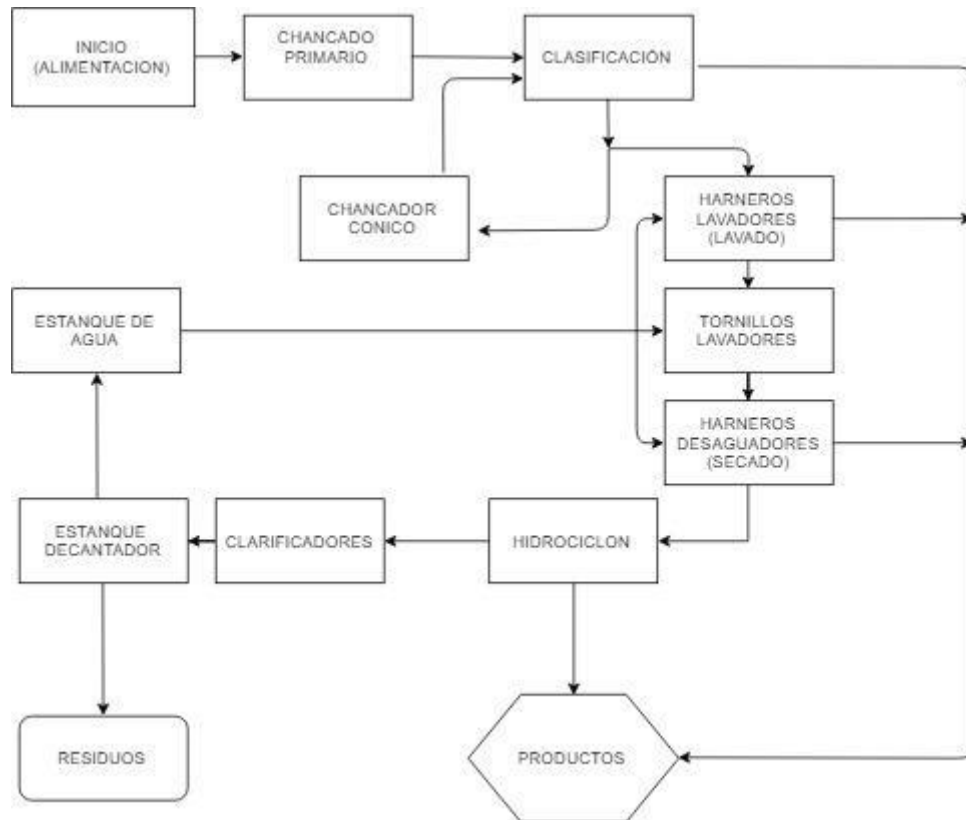 INICIO
(ALIMENTACION)
CHANCADO
PRIMARIO
CLASIFICACIÓN
CHANCADOR
CONICO
HARNEROS
LAVADORES
(LAVADO)
ESTANQUE DE
AGUA
TORNILLOS
LAVADORES
HARNEROS
DESAGUADORES
(SECADO)
ESTANQUE
DECANTADOR
CLARIFICADORES
HIDROCICLON
RESIDUOS
PRODUCTOS